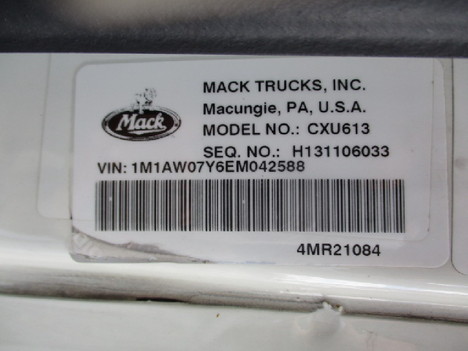 Mack
MACK TRUCKS, INC.
Macungie, PA, U.S.A.
MODEL NO.: CXU613
SEQ. NO.: H131106033
VIN: 1M1AW07Y6EM042588
4MR21084